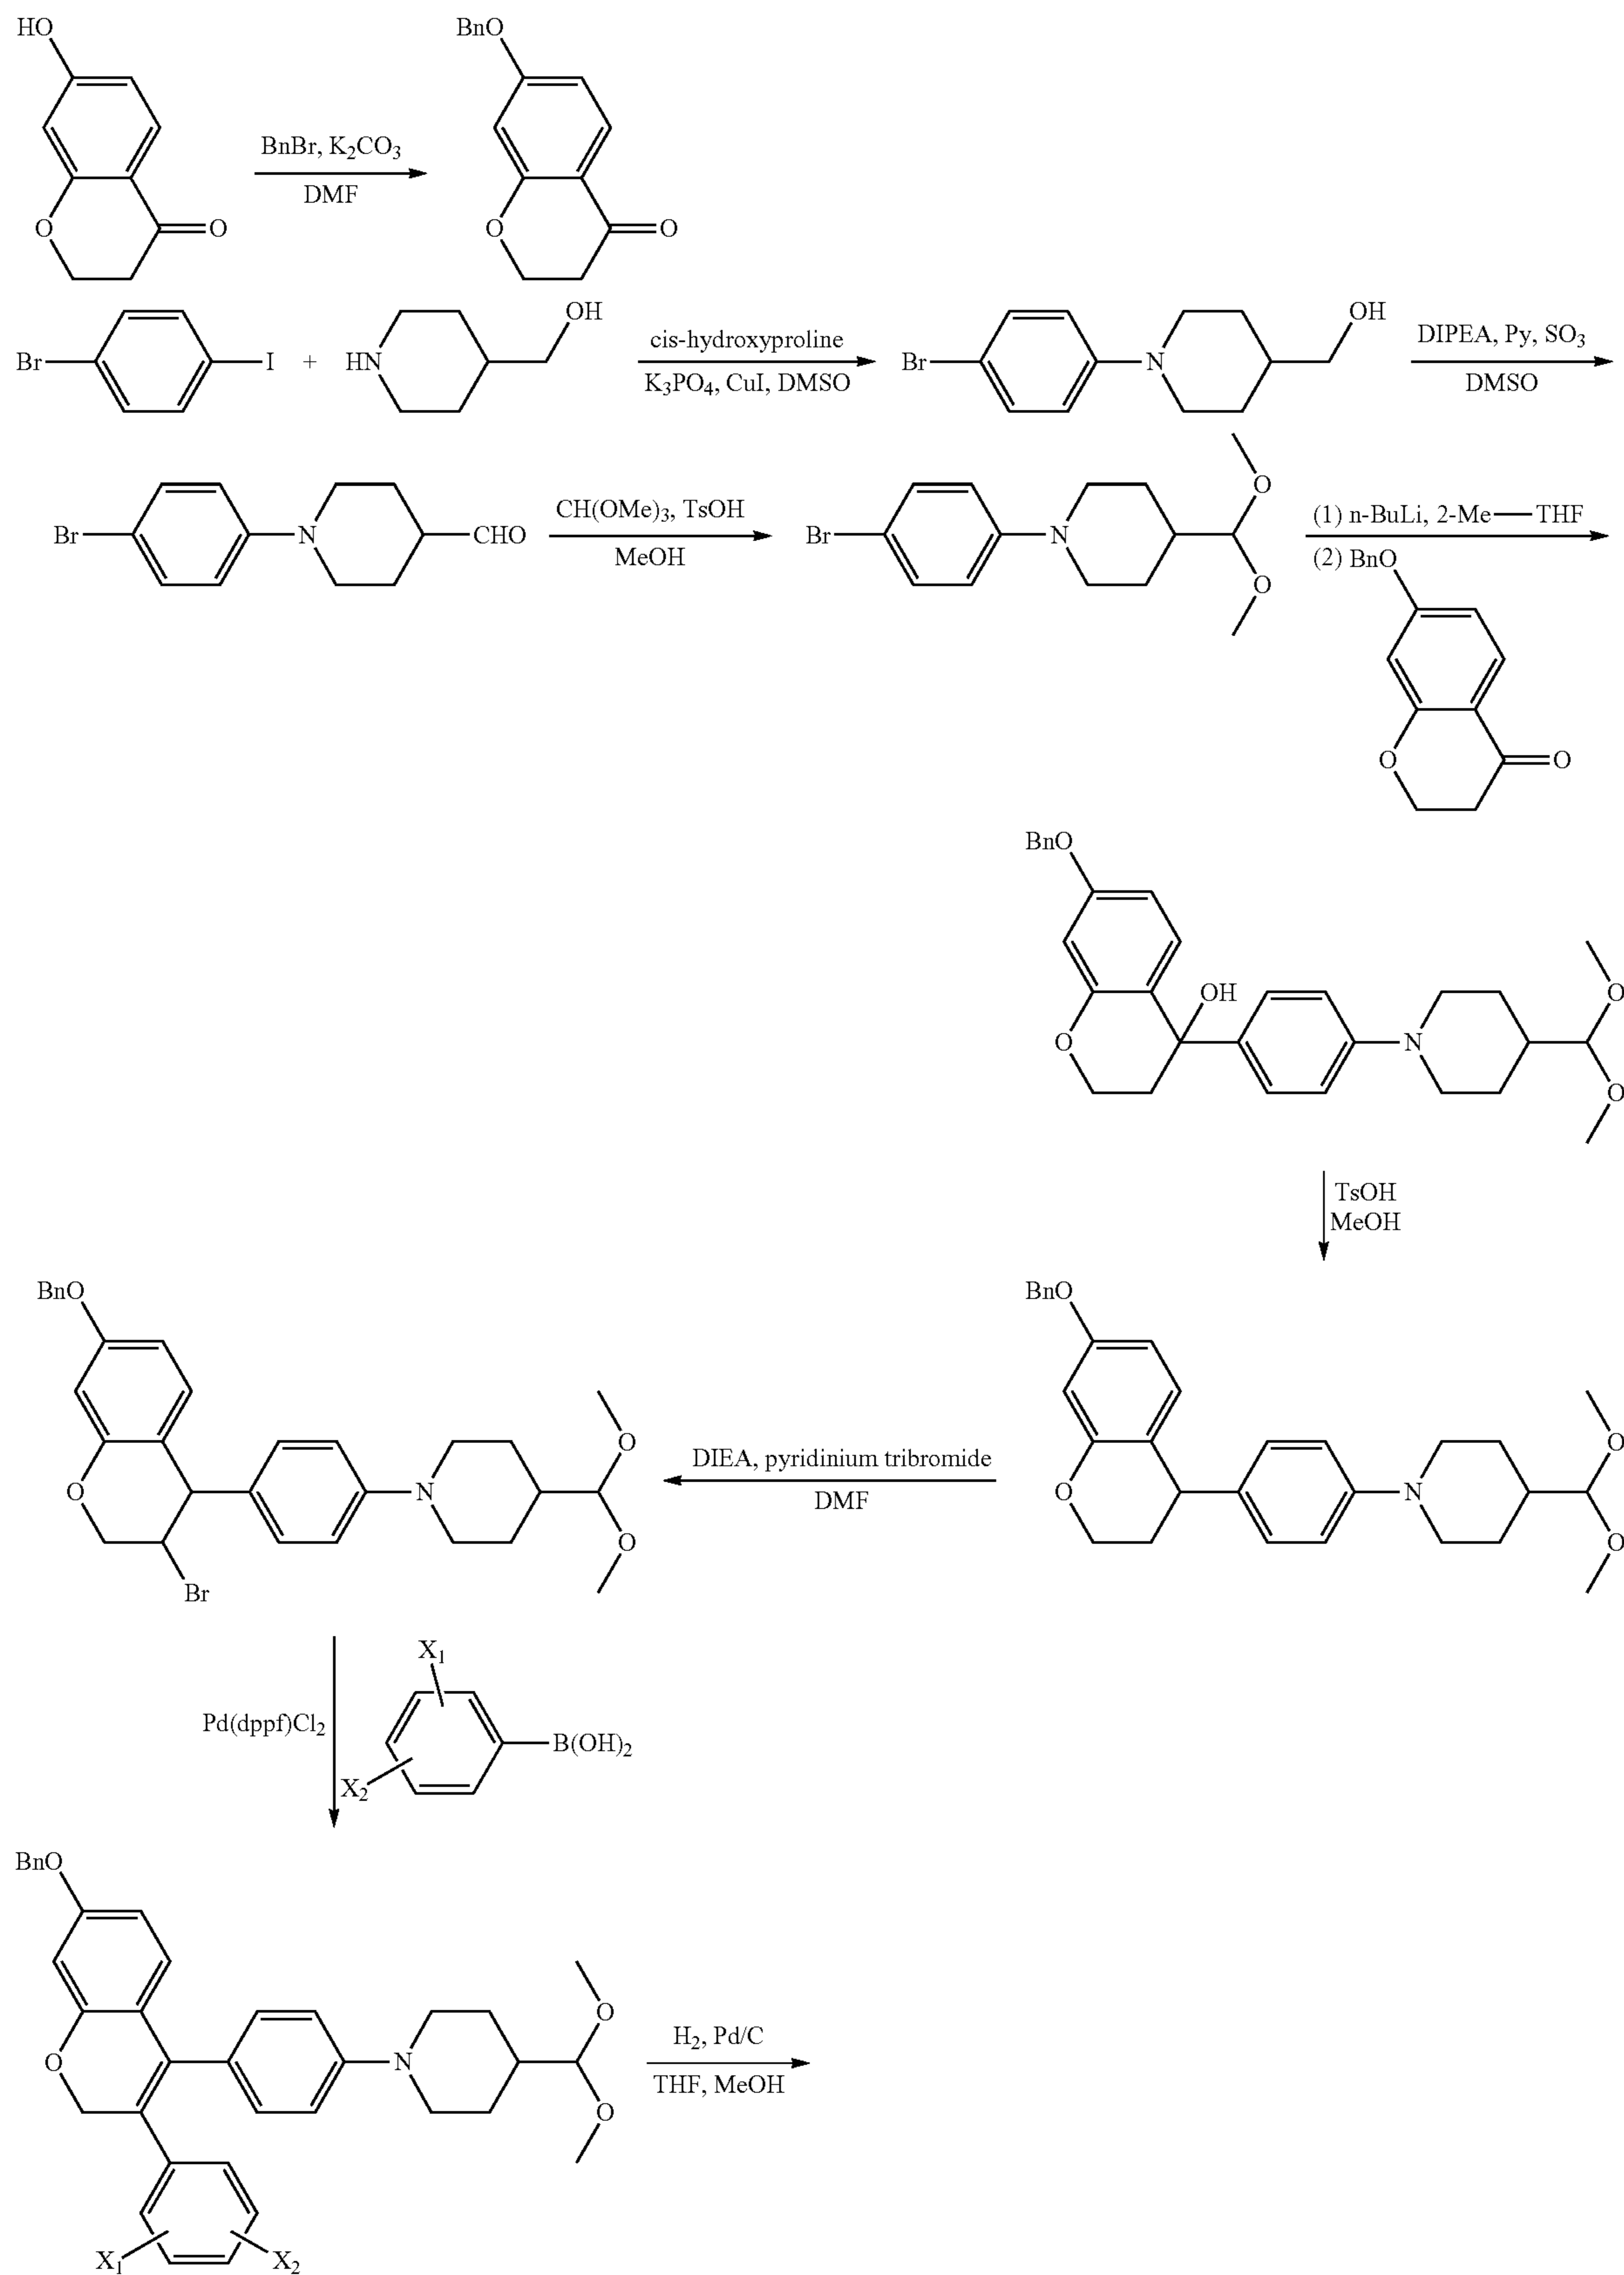 HO
BnO
BnBr, K2CO3
DMF
O
O
O
O
Br
I
+
HN
OH
cis-hydroxyproline
K3PO4, CuI, DMSO
Br
N
OH
DIPEA, Py, SO3
DMSO
Br
N
CHO
CH(OMe)3, TsOH
MeOH
Br
N
O
O
(1) n-BuLi, 2-Me—THF
(2) BnO
O
O
BnO
OH
O
N
O
O
TsOH
MeOH
BnO
O
N
O
O
DIEA, pyridinium tribromide
DMF
BnO
O
N
O
O
Br
Pd(dppf)Cl2
X1
B(OH)2
X2
BnO
O
N
O
O
X1
X2
H2, Pd/C
THF, MeOH